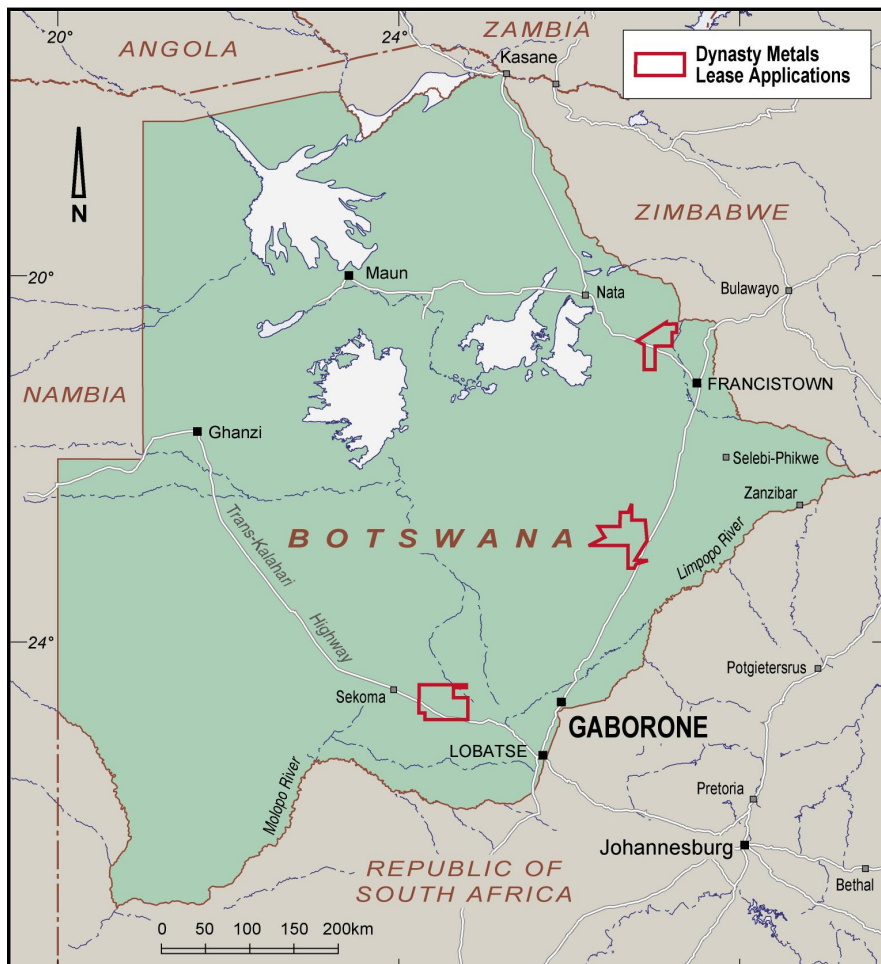 20°
24°
ANGOLA
ZAMBIA
Kasane
Dynasty Metals
Lease Applications
N
ZIMBABWE
20°
Maun
Nata
Bulawayo
NAMBIA
FRANCISTOWN
Ghanzi
Selebi-Phikwe
Zanzibar
Trans-Kalahari
Highway
BOTSWANA
Limpopo River
24°
Sekoma
Potgietersrus
GABORONE
LOBATSE
Molopo River
Pretoria
Johannesburg
REPUBLIC OF
SOUTH AFRICA
Bethal
0 50 100 150 200km